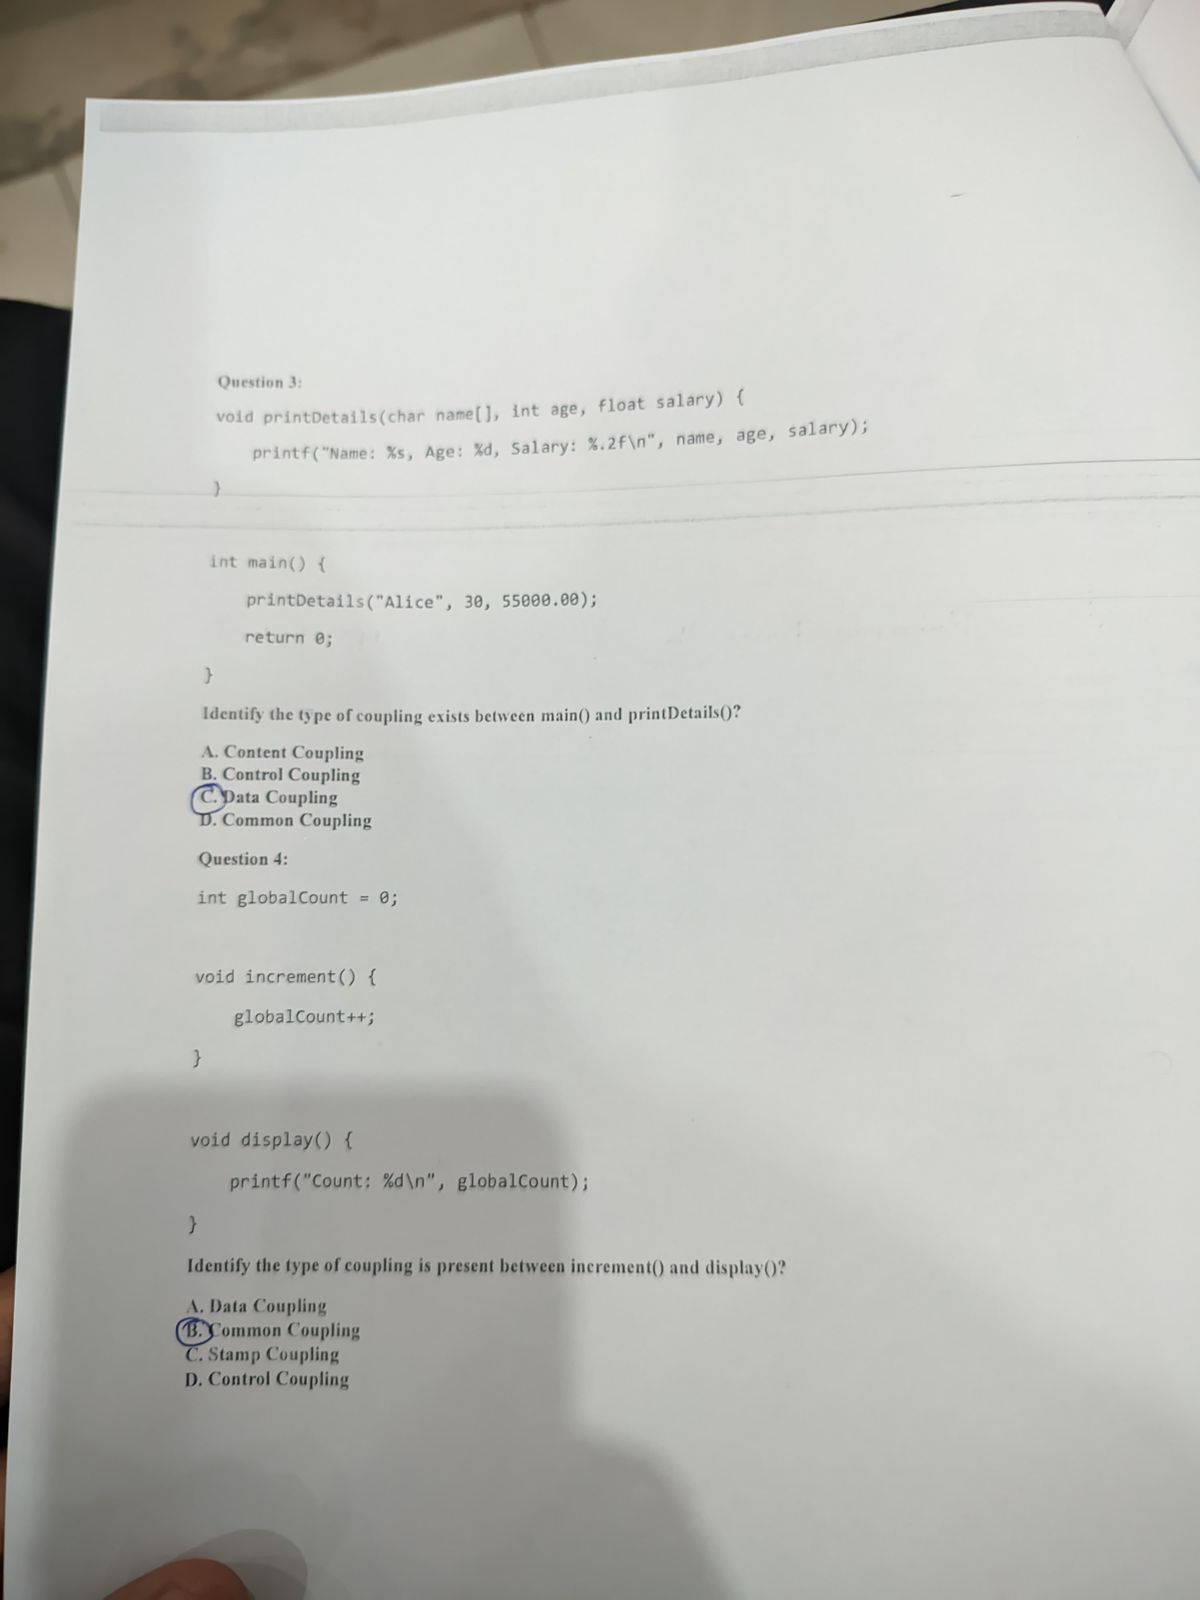 Question 3:
void printDetails(char name[], int age, float salary) {
printf("Name: %s, Age: %d, Salary: %.2f\n", name, age, salary);
}
int main() {
printDetails("Alice", 30, 55000.00);
return 0;
}
Identify the type of coupling exists between main() and printDetails()?
A. Content Coupling
B. Control Coupling
C. Data Coupling
D. Common Coupling
Question 4:
int globalCount = 0;
void increment() {
globalCount++;
}
void display() {
printf("Count: %d\n", globalCount);
}
Identify the type of coupling is present between increment() and display()?
A. Data Coupling
B. Common Coupling
C. Stamp Coupling
D. Control Coupling